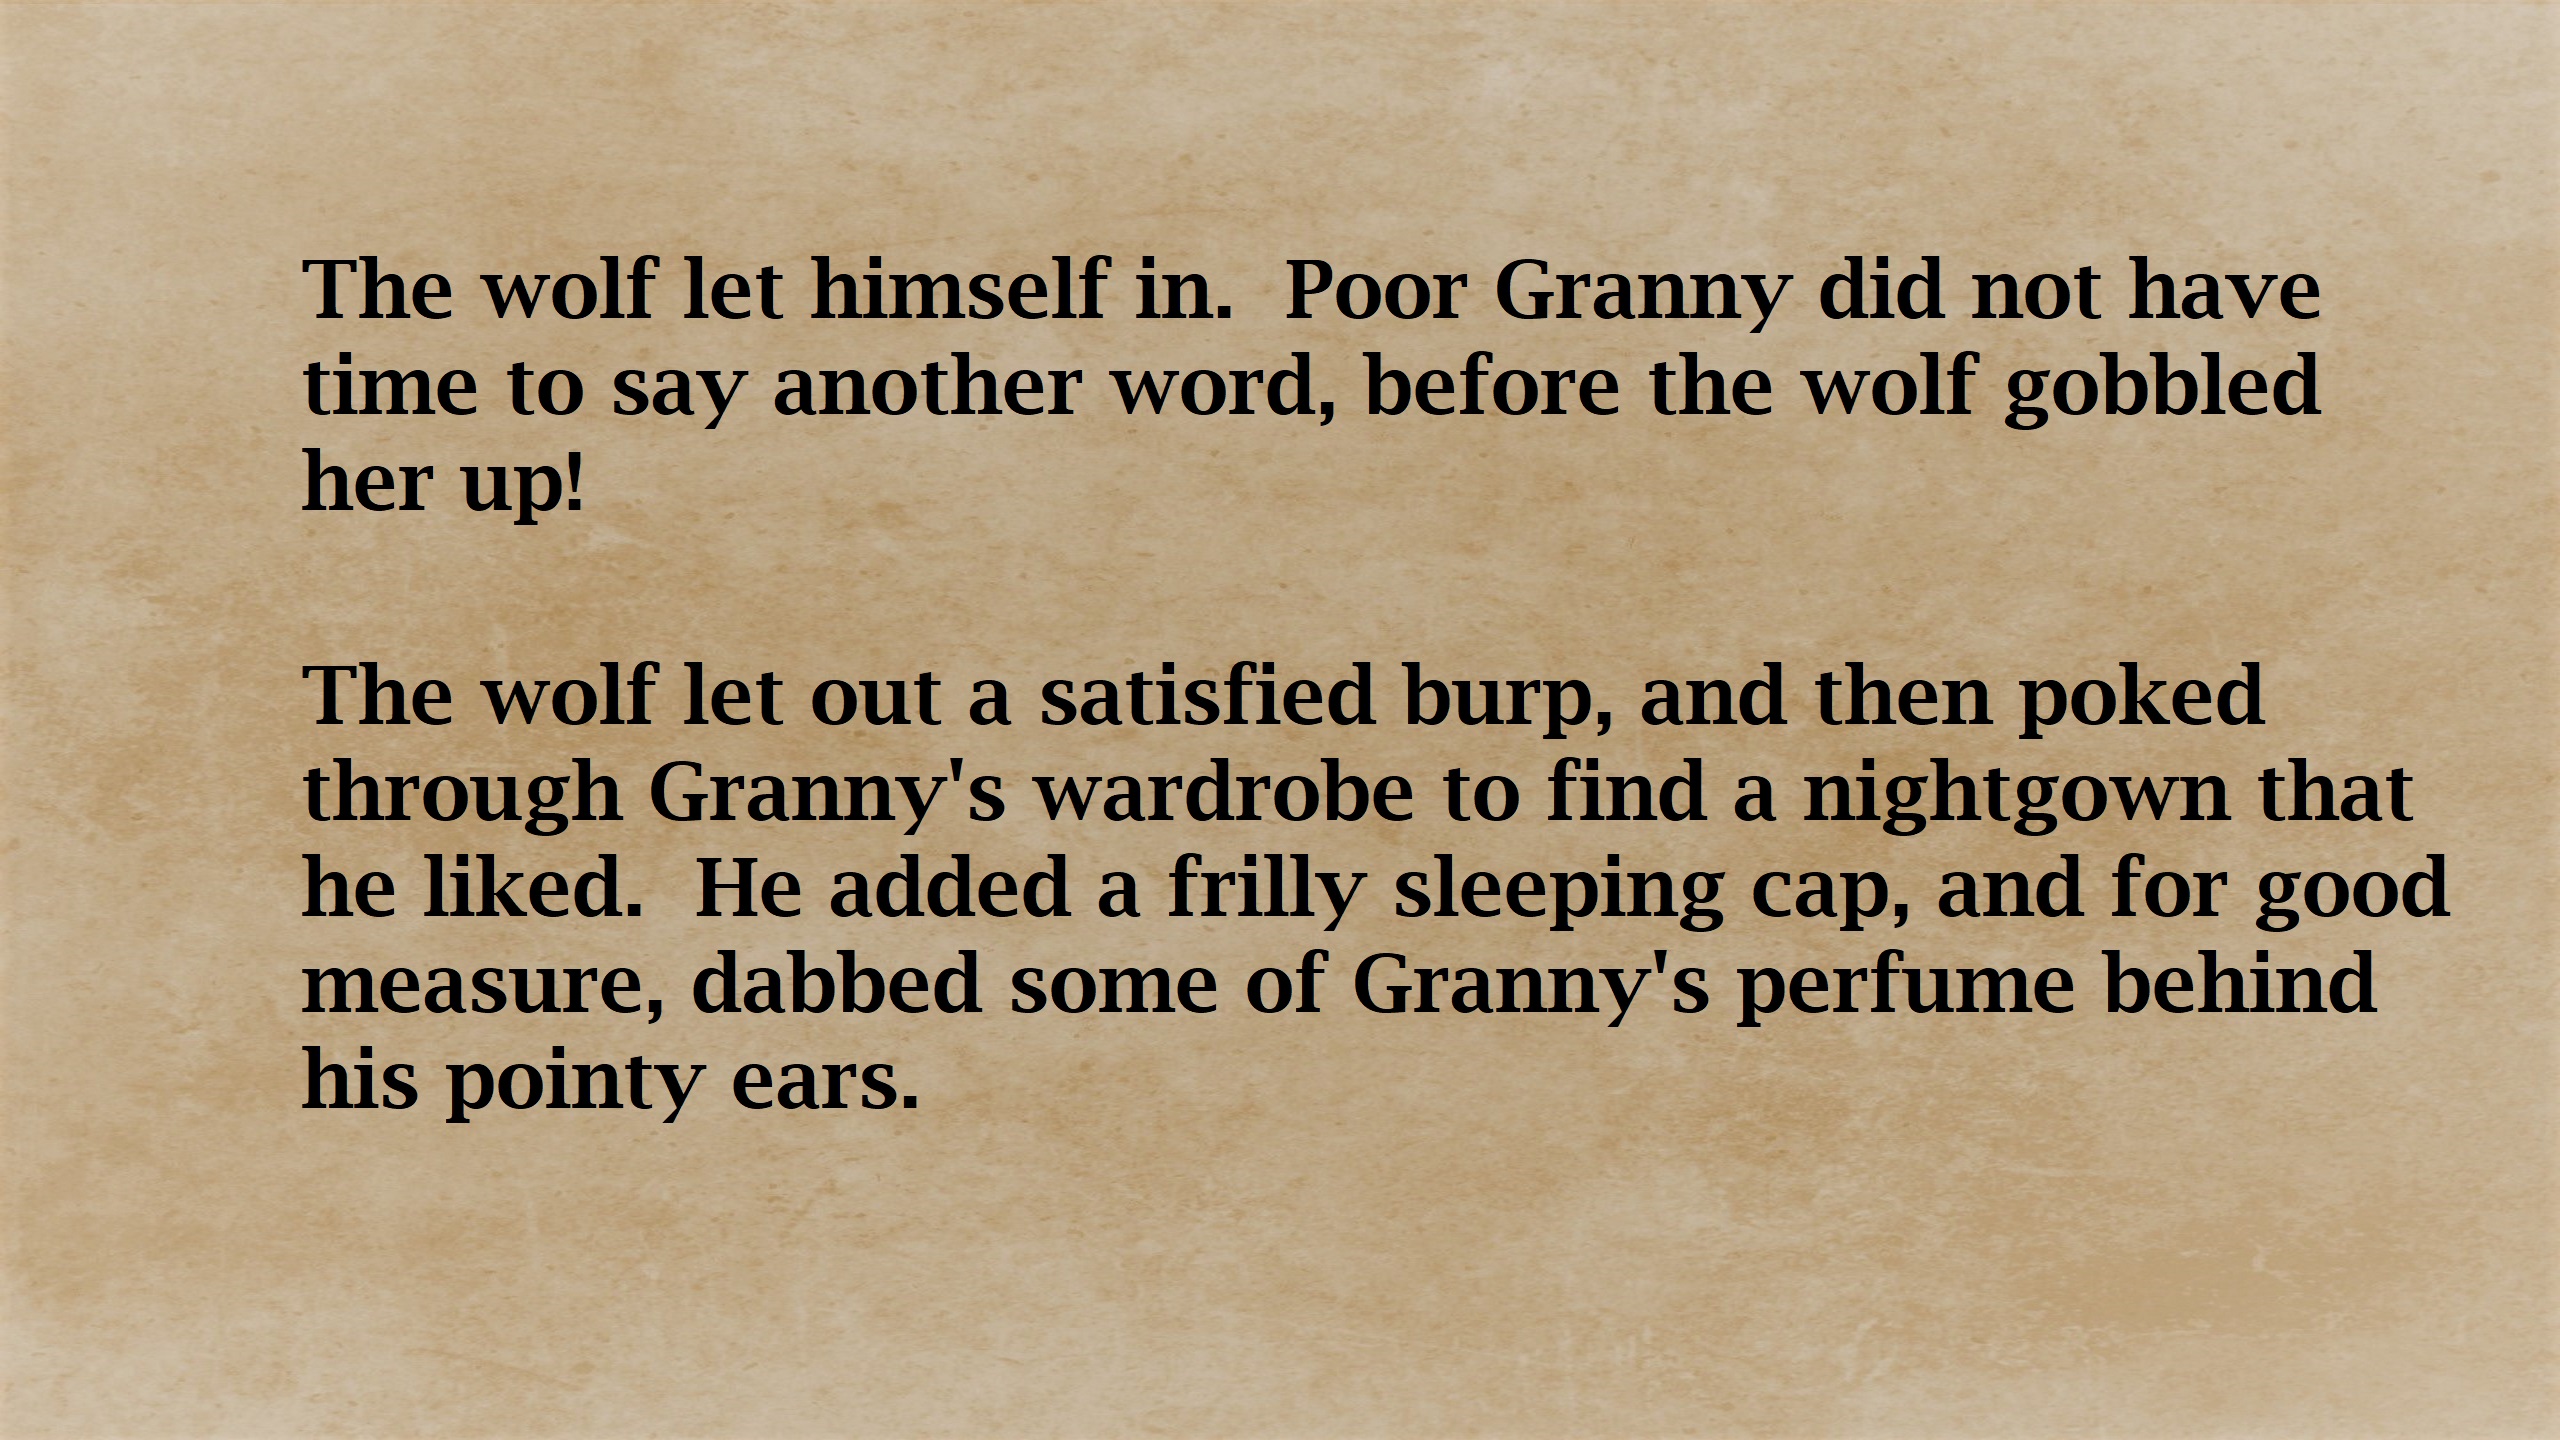 The wolf let himself in.  Poor Granny did not have
time to say another word, before the wolf gobbled
her up!
The wolf let out a satisfied burp, and then poked
through Granny's wardrobe to find a nightgown that
he liked.  He added a frilly sleeping cap, and for good
measure, dabbed some of Granny's perfume behind
his pointy ears.